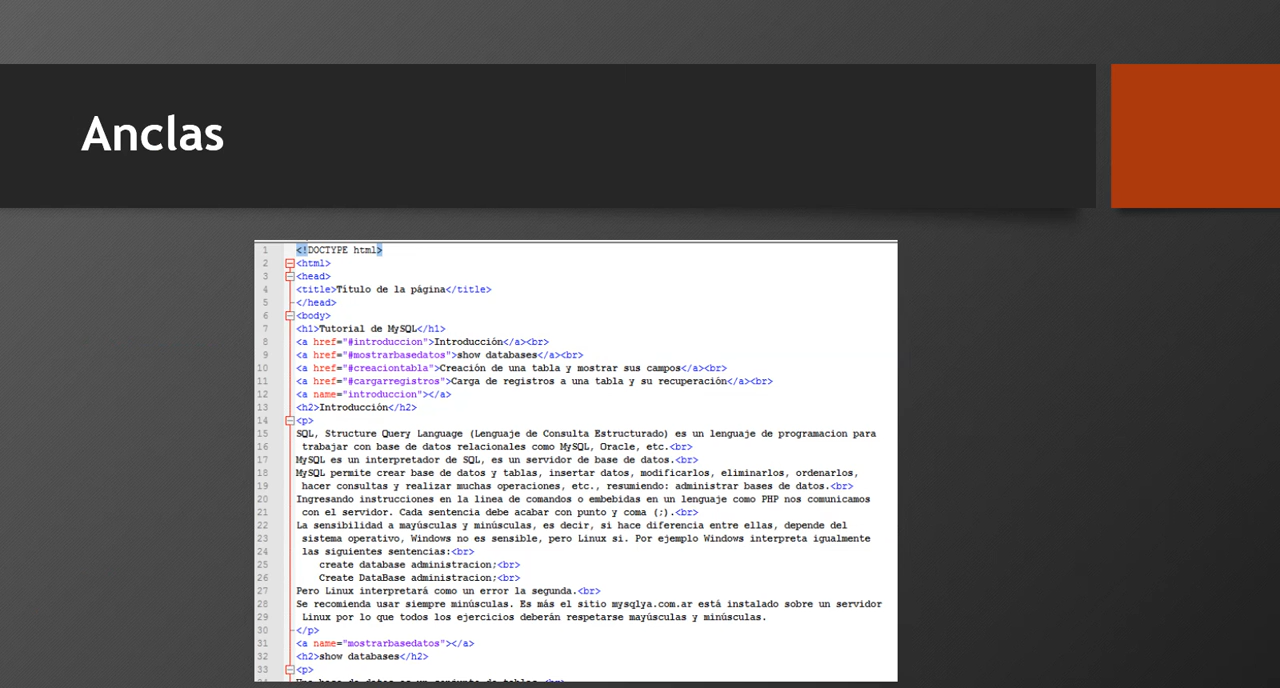 Anclas
1 <!DOCTYPE html>
2 <html>
3 <head>
4 <title>Título de la página</title>
5 </head>
6 <body>
7 <h1>Tutorial de MySQL</h1>
8 <a href="#introduccion">Introducción</a><br>
9 <a href="#mostrarbasedatos">show databases</a><br>
10 <a href="#creaciontabla">Creación de una tabla y mostrar sus campos</a><br>
11 <a href="#cargarregistros">Carga de registros a una tabla y su recuperación</a><br>
12 <a name="introduccion"></a>
13 <h2>Introducción</h2>
14 <p>
15 SQL, Structure Query Language (Lenguaje de Consulta Estructurado) es un lenguaje de programacion para
16 trabajar con base de datos relacionales como MySQL, Oracle, etc.<br>
17 MySQL es un interpretador de SQL, es un servidor de base de datos.<br>
18 MySQL permite crear base de datos y tablas, insertar datos, modificarlos, eliminarlos, ordenarlos,
19 hacer consultas y realizar muchas operaciones, etc., resumiendo: administrar bases de datos.<br>
20 Ingresando instrucciones en la linea de comandos o embebidas en un lenguaje como PHP nos comunicamos
21 con el servidor. Cada sentencia debe acabar con punto y coma (;).<br>
22 La sensibilidad a mayúsculas y minúsculas, es decir, si hace diferencia entre ellas, depende del
23 sistema operativo, Windows no es sensible, pero Linux si. Por ejemplo Windows interpreta igualmente
24 las siguientes sentencias:<br>
25 create database administracion;<br>
26 Create DataBase administracion;<br>
27 Pero Linux interpretará como un error la segunda.<br>
28 Se recomienda usar siempre minúsculas. Es más el sitio mysqlya.com.ar está instalado sobre un servidor
29 Linux por lo que todos los ejercicios deberán respetarse mayúsculas y minúsculas.
30 </p>
31 <a name="mostrarbasedatos"></a>
32 <h2>show databases</h2>
33 <p>